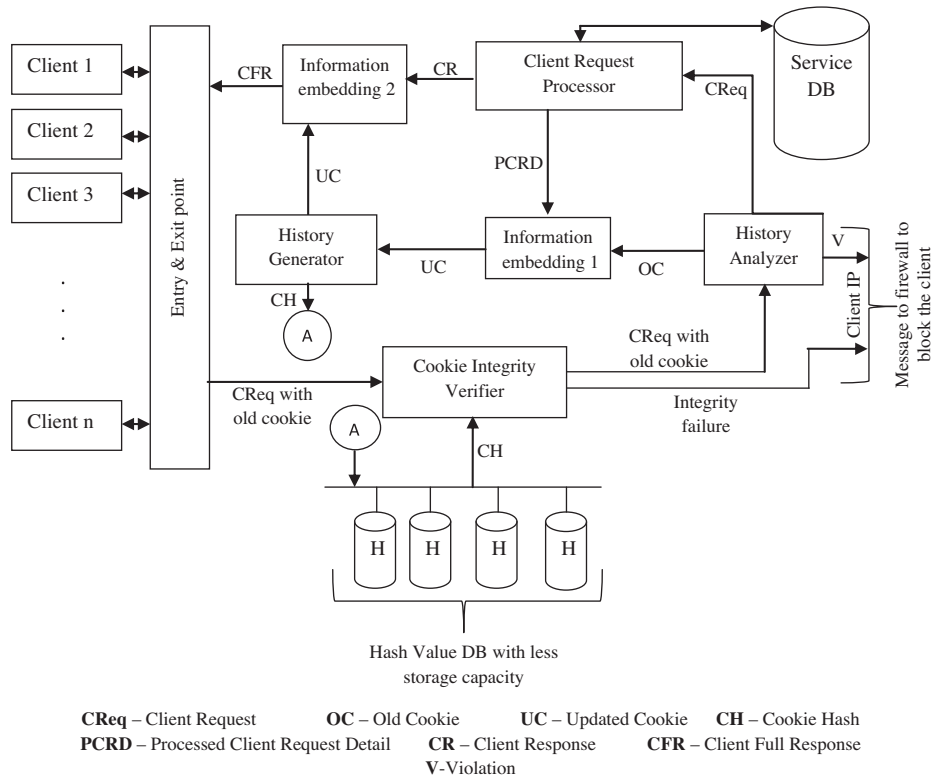 Client 1
Client 2
Client 3
.
.
.
Client n
Entry & Exit point
CFR
Information
embedding 2
CR
Client Request
Processor
CReq
Service
DB
UC
PCRD
History
Generator
UC
Information
embedding 1
OC
History
Analyzer
V
Client IP
Message to firewall to
block the client
CH
A
CReq with
old cookie
Cookie Integrity
Verifier
CReq with
old cookie
Integrity
failure
A
CH
H
H
H
H
Hash Value DB with less
storage capacity
CReq – Client Request OC – Old Cookie UC – Updated Cookie CH – Cookie Hash
PCRD – Processed Client Request Detail CR – Client Response CFR – Client Full Response
V-Violation